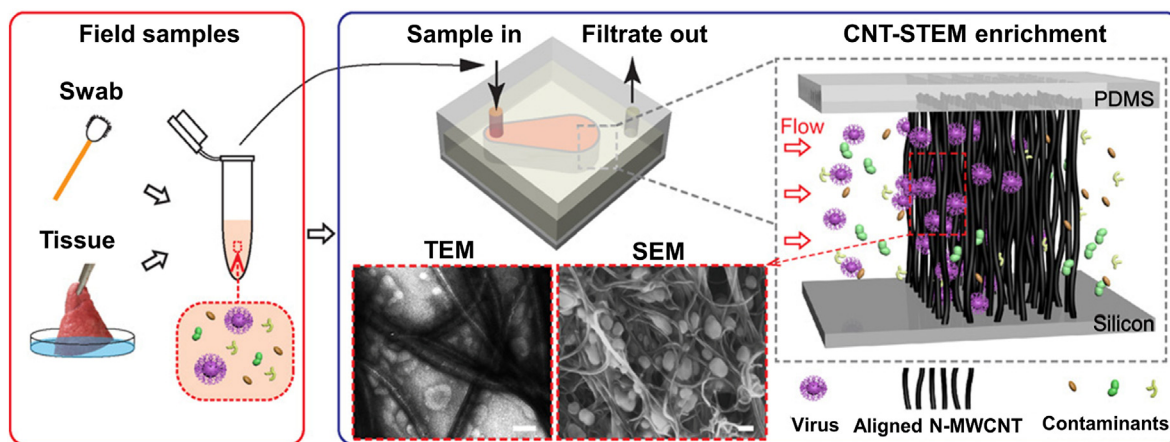 Field samples
Swab
Tissue
Sample in
Filtrate out
TEM
SEM
CNT-STEM enrichment
PDMS
Flow
Silicon
Virus
Aligned N-MWCNT
Contaminants